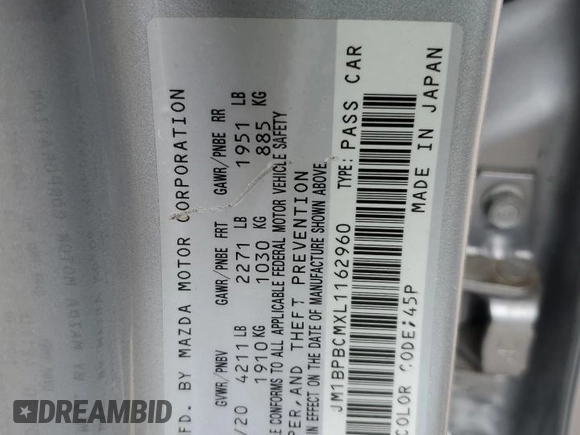 FD. BY MAZDA MOTOR CORPORATION
GVWR/PNBV GAWR/PNBE FRT GAWR/PNBE RR
/20 4211 LB 2271 LB 1951 LB
1910 KG 1030 KG 885 KG
LE CONFORMS TO ALL APPLICABLE FEDERAL MOTOR VEHICLE SAFETY
PER, AND THEFT PREVENTION
IN EFFECT ON THE DATE OF MANUFACTURE SHOWN ABOVE.
JM1BPBCMXL1162960 TYPE: PASS CAR
COLOR CODE;45P MADE IN JAPAN
DREAMBID